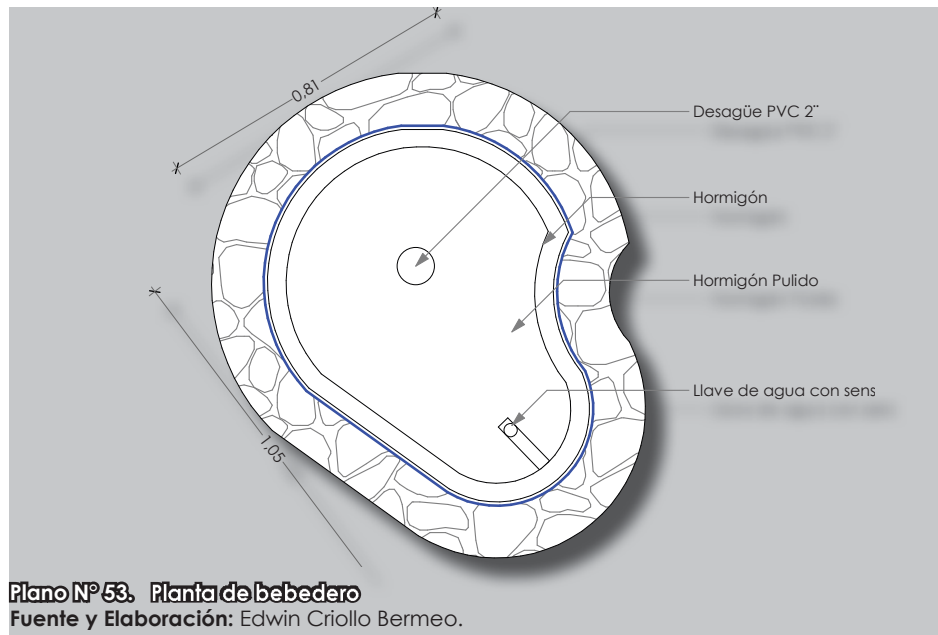 0,81
Desagüe PVC 2¨
Hormigón
Hormigón Pulido
Llave de agua con sens
1,05
Plano Nº 53. Planta de bebedero
Fuente y Elaboración: Edwin Criollo Bermeo.